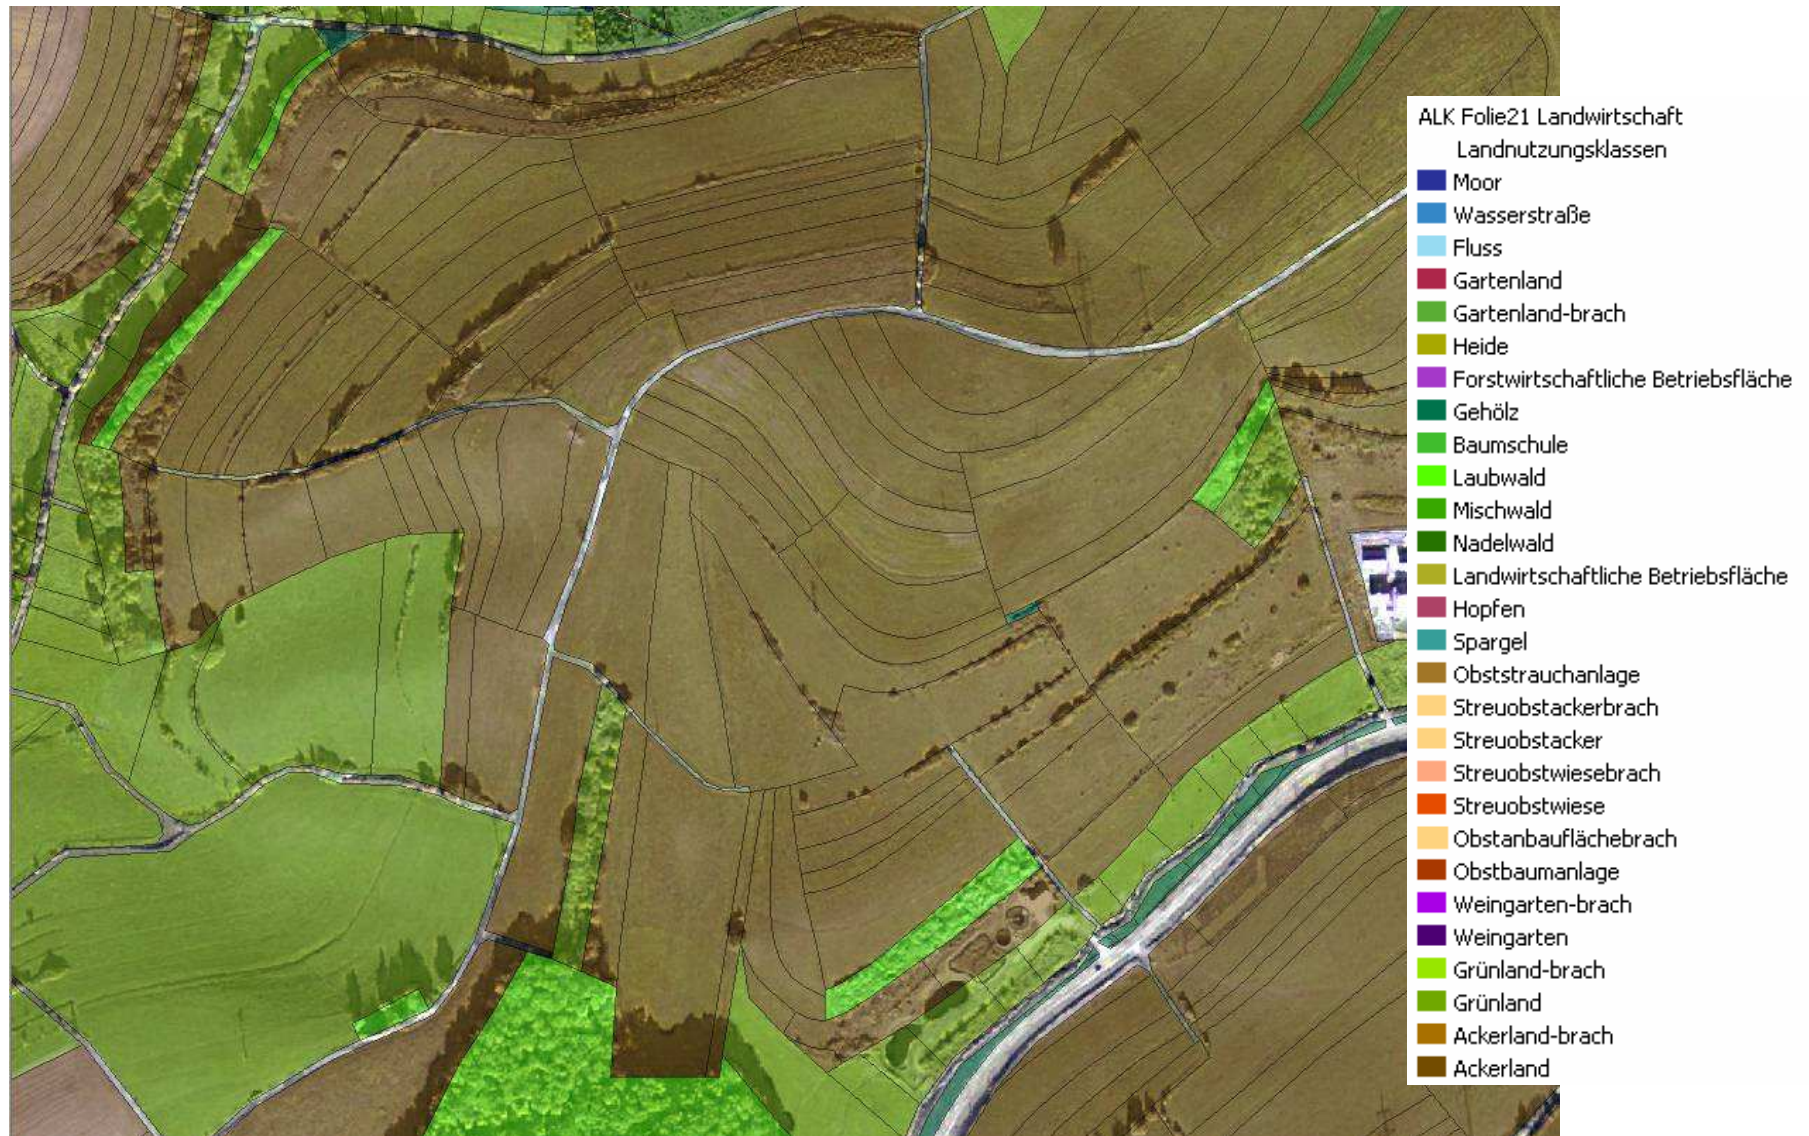 ALK Folie21 Landwirtschaft
Landnutzungsklassen
Moor
Wasserstraße
Fluss
Gartenland
Gartenland-brach
Heide
Forstwirtschaftliche Betriebsfläche
Gehölz
Baumschule
Laubwald
Mischwald
Nadelwald
Landwirtschaftliche Betriebsfläche
Hopfen
Spargel
Obststrauchanlage
Streuobstackerbrach
Streuobstacker
Streuobstwiesebrach
Streuobstwiese
Obstanbauflächebrach
Obstbaumanlage
Weingarten-brach
Weingarten
Grünland-brach
Grünland
Ackerland-brach
Ackerland